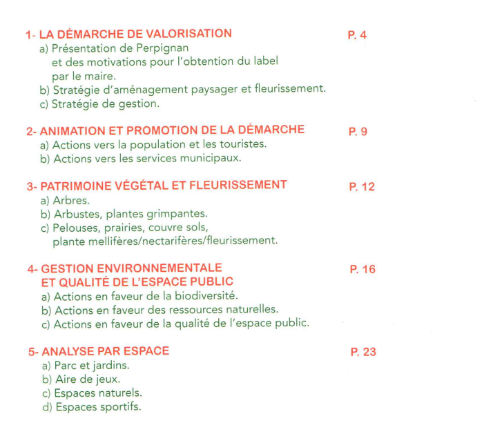 1- LA DÉMARCHE DE VALORISATION P. 4
a) Présentation de Perpignan
et des motivations pour l'obtention du label
par le maire.
b) Stratégie d'aménagement paysager et fleurissement.
c) Stratégie de gestion.
2- ANIMATION ET PROMOTION DE LA DÉMARCHE P. 9
a) Actions vers la population et les touristes.
b) Actions vers les services municipaux.
3- PATRIMOINE VÉGÉTAL ET FLEURISSEMENT P. 12
a) Arbres.
b) Arbustes, plantes grimpantes.
c) Pelouses, prairies, couvre sols,
plante mellifères/nectarifères/fleurissement.
4- GESTION ENVIRONNEMENTALE P. 16
ET QUALITÉ DE L'ESPACE PUBLIC
a) Actions en faveur de la biodiversité.
b) Actions en faveur des ressources naturelles.
c) Actions en faveur de la qualité de l'espace public.
5- ANALYSE PAR ESPACE P. 23
a) Parc et jardins.
b) Aire de jeux.
c) Espaces naturels.
d) Espaces sportifs.